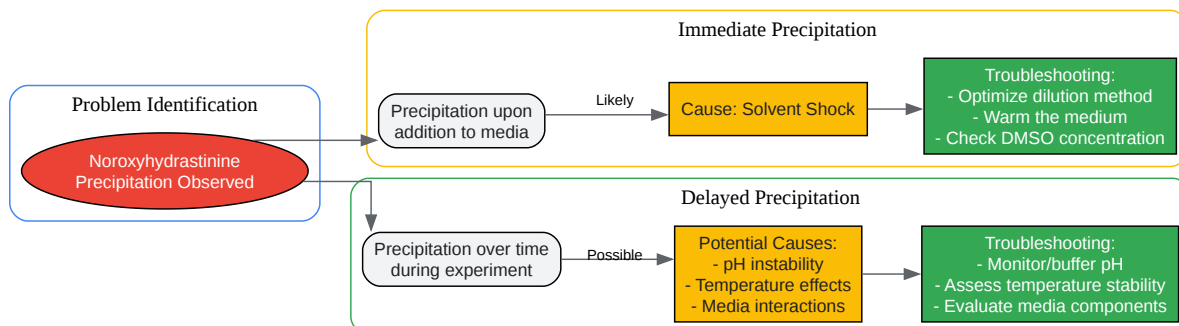 Immediate Precipitation
Problem Identification
Noroxyhydrastinine
Precipitation Observed
Precipitation upon
addition to media
Likely
Cause: Solvent Shock
Troubleshooting:
- Optimize dilution method
- Warm the medium
- Check DMSO concentration
Delayed Precipitation
Precipitation over time
during experiment
Possible
Potential Causes:
- pH instability
- Temperature effects
- Media interactions
Troubleshooting:
- Monitor/buffer pH
- Assess temperature stability
- Evaluate media components